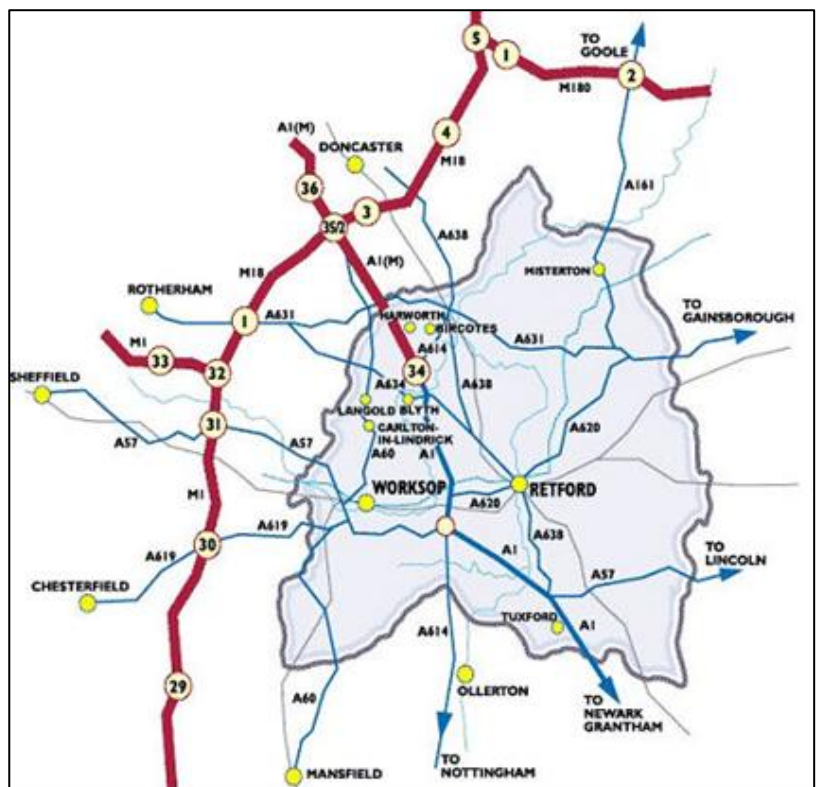 5
1
TO
GOOLE
2
M180
A1(M)
4
DONCASTER
M18
36
A161
3
35/2
A638
A1(M)
M18
MISTERTON
ROTHERHAM
TO
GAINSBOROUGH
A631
HARWORTH
BIRCOTES
1
M1
A614
A631
33
32
34
SHEFFIELD
A634
A638
LANGOLD
BLYTH
A620
31
CARLTON-
IN-LINDRICK
A57
A57
A60
A1
M1
WORKSOP
RETFORD
A620
A619
A638
30
A619
A1
TO
LINCOLN
A57
CHESTERFIELD
TUXFORD
A1
A614
29
A60
OLLERTON
TO
NEWARK
GRANTHAM
TO
NOTTINGHAM
MANSFIELD